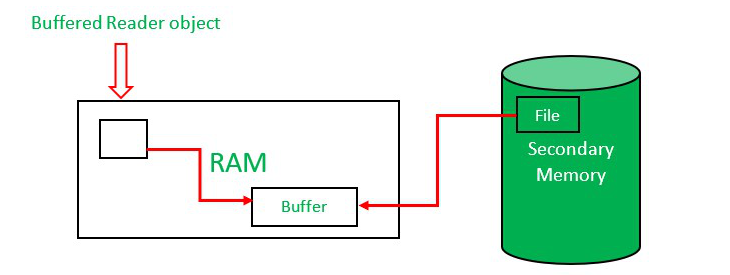 Buffered Reader object
RAM
Buffer
File
Secondary
Memory